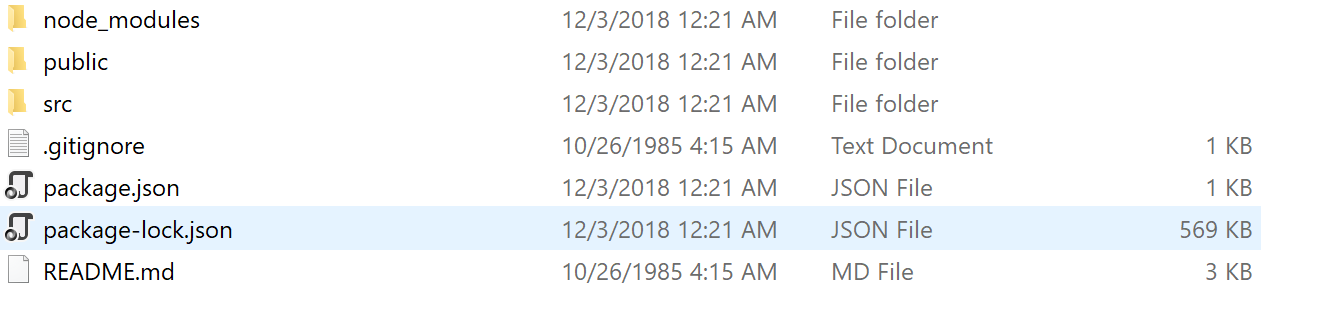 node_modules 12/3/2018 12:21 AM File folder
public 12/3/2018 12:21 AM File folder
src 12/3/2018 12:21 AM File folder
.gitignore 10/26/1985 4:15 AM Text Document 1 KB
package.json 12/3/2018 12:21 AM JSON File 1 KB
package-lock.json 12/3/2018 12:21 AM JSON File 569 KB
README.md 10/26/1985 4:15 AM MD File 3 KB